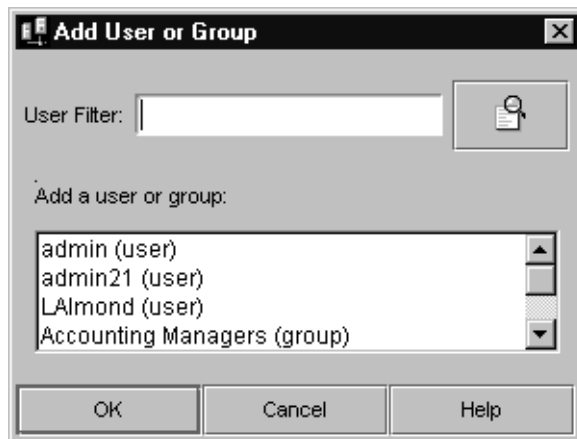 Add User or Group
User Filter:
Add a user or group:
admin (user)
admin21 (user)
LAlmond (user)
Accounting Managers (group)
OK Cancel Help